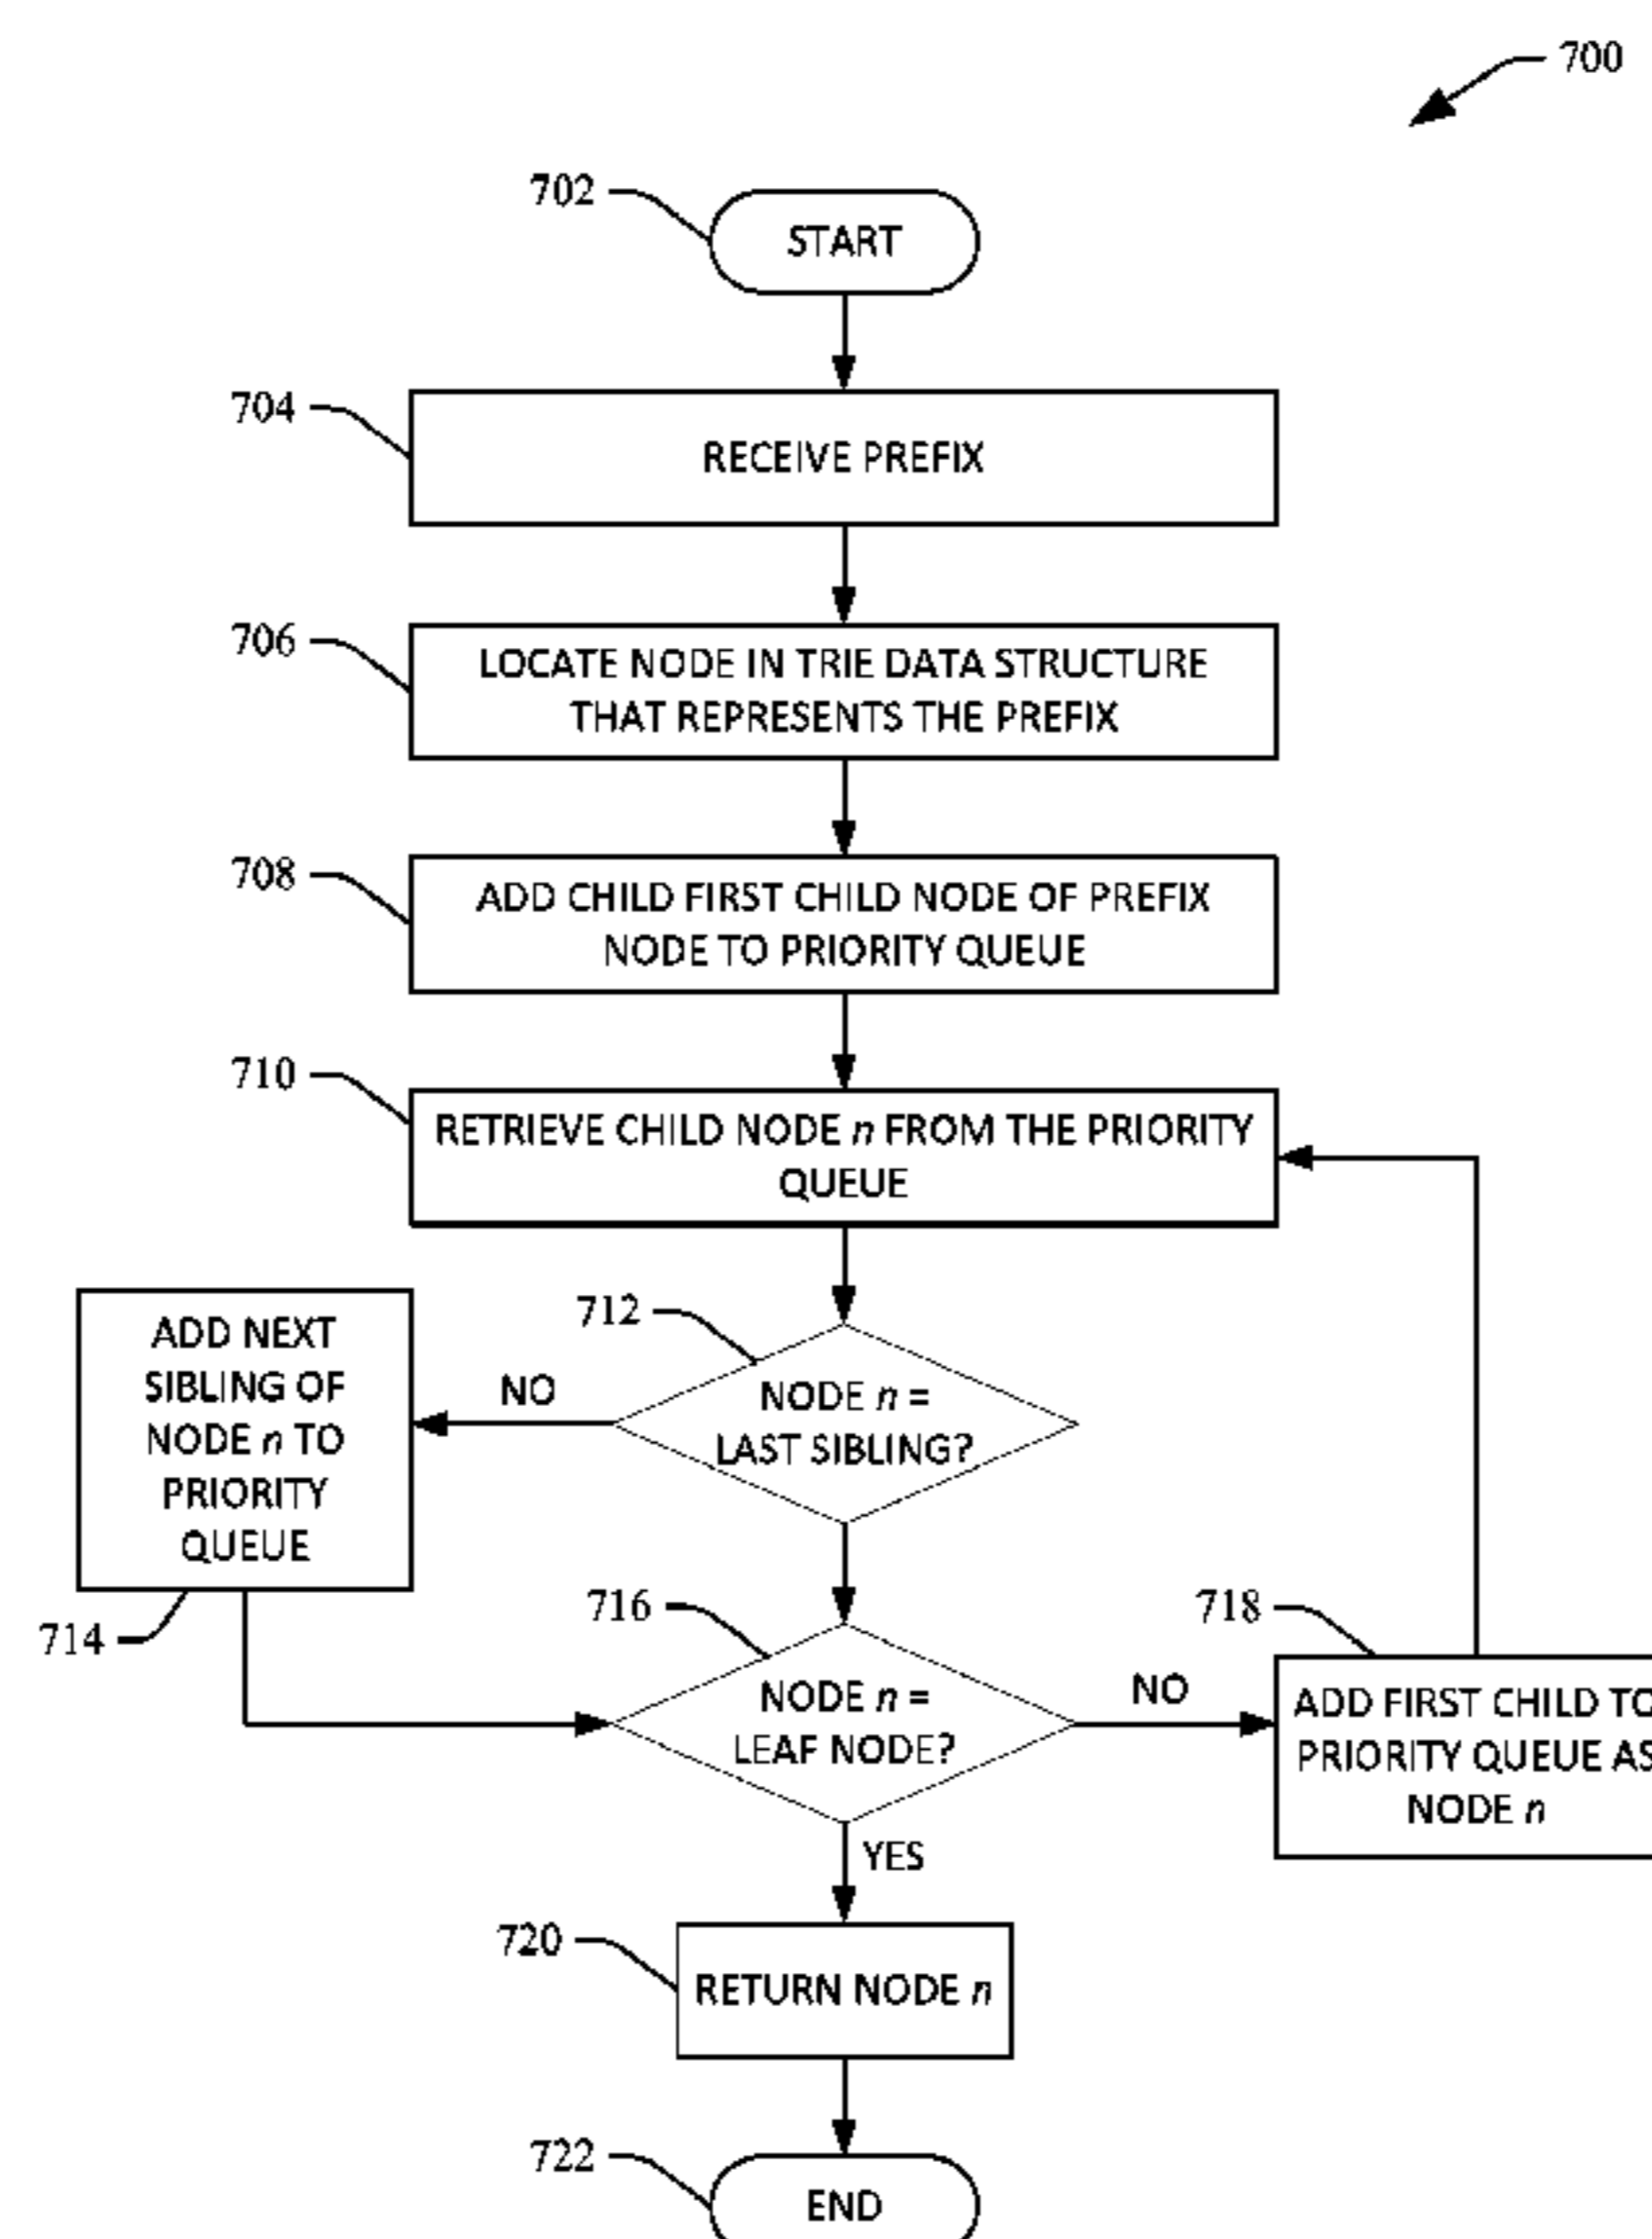 700
702
START
704
RECEIVE PREFIX
706
LOCATE NODE IN TRIE DATA STRUCTURE
THAT REPRESENTS THE PREFIX
708
ADD CHILD FIRST CHILD NODE OF PREFIX
NODE TO PRIORITY QUEUE
710
RETRIEVE CHILD NODE n FROM THE PRIORITY
QUEUE
712
NODE n =
LAST SIBLING?
NO
ADD NEXT
SIBLING OF
NODE n TO
PRIORITY
QUEUE
714
716
NODE n =
LEAF NODE?
NO
718
ADD FIRST CHILD TO
PRIORITY QUEUE AS
NODE n
YES
720
RETURN NODE n
722
END